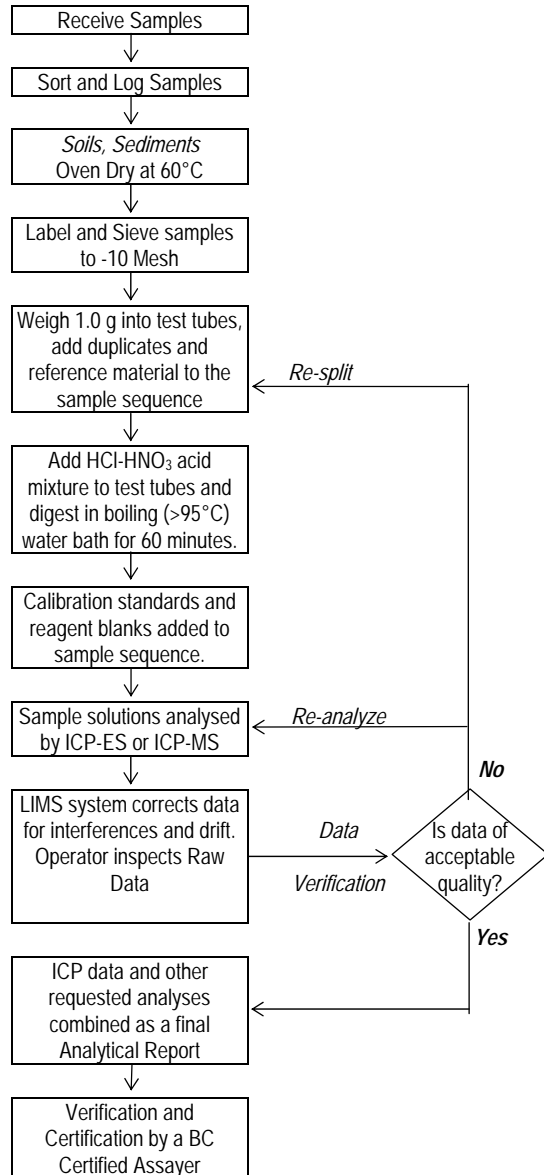 Receive Samples
Sort and Log Samples
Soils, Sediments
Oven Dry at 60°C
Label and Sieve samples
to -10 Mesh
Weigh 1.0 g into test tubes,
add duplicates and
reference material to the
sample sequence
Re-split
Add HCl-HNO₃ acid
mixture to test tubes and
digest in boiling (>95°C)
water bath for 60 minutes.
Calibration standards and
reagent blanks added to
sample sequence.
Sample solutions analysed
by ICP-ES or ICP-MS
Re-analyze
No
LIMS system corrects data
for interferences and drift.
Operator inspects Raw
Data
Data
Verification
Is data of
acceptable
quality?
Yes
ICP data and other
requested analyses
combined as a final
Analytical Report
Verification and
Certification by a BC
Certified Assayer